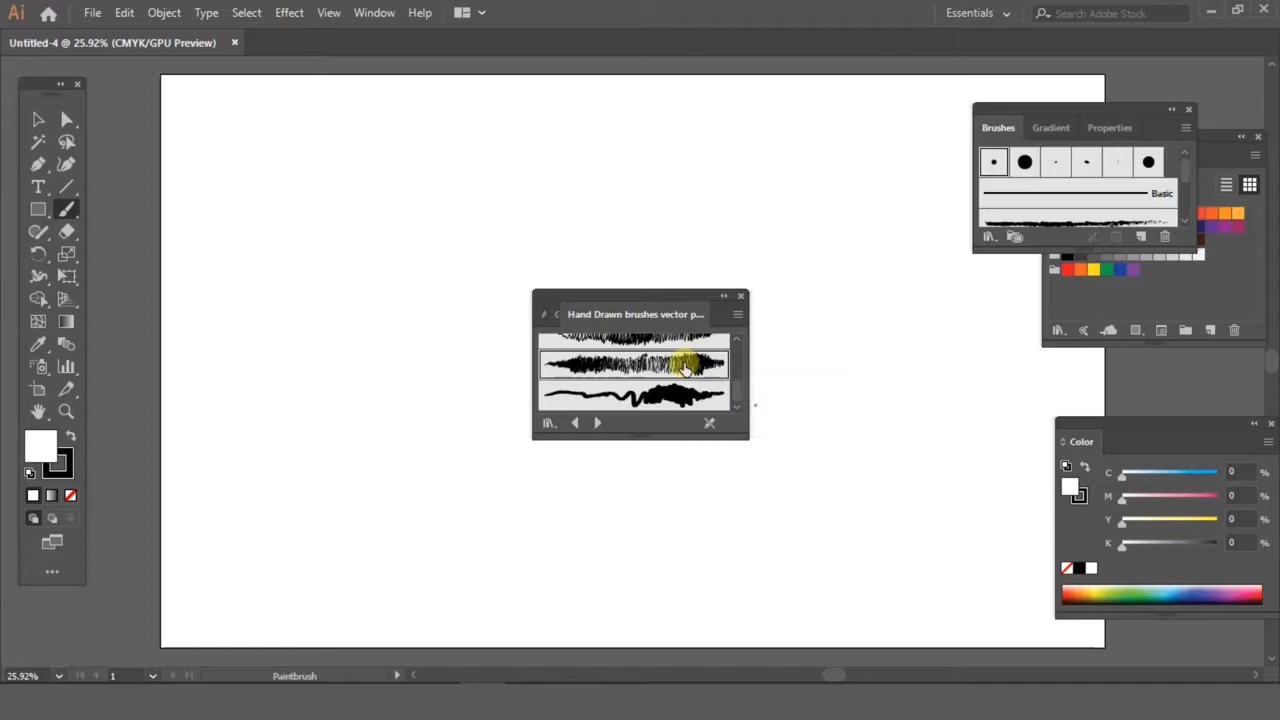 Ai File Edit Object Type Select Effect View Window Help Essentials Search Adobe Stock
Untitled-4 @ 25.92% (CMYK/GPU Preview)
Brushes Gradient Properties
Basic
Hand Drawn brushes vector p...
Color
C 0 %
M 0 %
Y 0 %
K 0 %
25.92% 1 Paintbrush